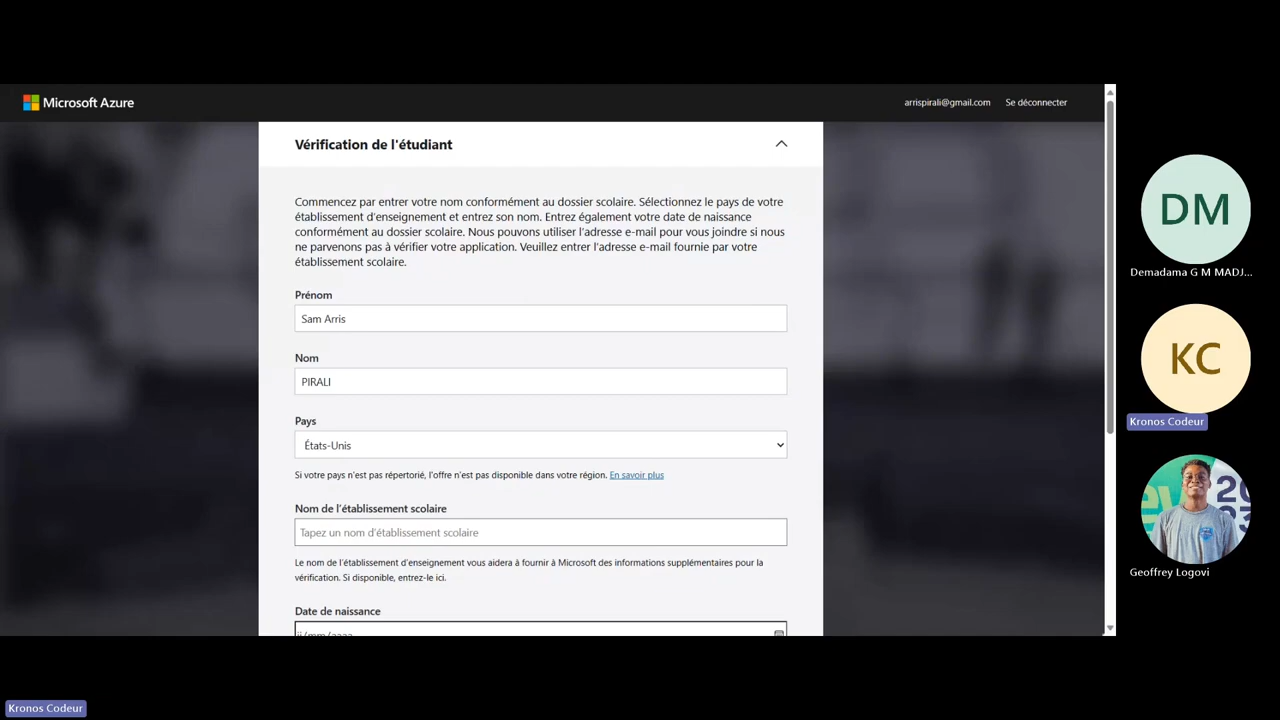 Microsoft Azure
arrispirali@gmail.com
Se déconnecter
Vérification de l'étudiant
Commencez par entrer votre nom conformément au dossier scolaire. Sélectionnez le pays de votre
établissement d'enseignement et entrez son nom. Entrez également votre date de naissance
conformément au dossier scolaire. Nous pouvons utiliser l'adresse e-mail pour vous joindre si nous
ne parvenons pas à vérifier votre application. Veuillez entrer l'adresse e-mail fournie par votre
établissement scolaire.
Prénom
Sam Arris
Nom
PIRALI
Pays
États-Unis
Si votre pays n'est pas répertorié, l'offre n'est pas disponible dans votre région. En savoir plus
Nom de l'établissement scolaire
Tapez un nom d'établissement scolaire
Le nom de l'établissement d'enseignement vous aidera à fournir à Microsoft des informations supplémentaires pour la
vérification. Si disponible, entrez-le ici.
Date de naissance
jj/mm/aaaa
DM
Demadama G M MADJ...
KC
Kronos Codeur
Geoffrey Logovi
Kronos Codeur